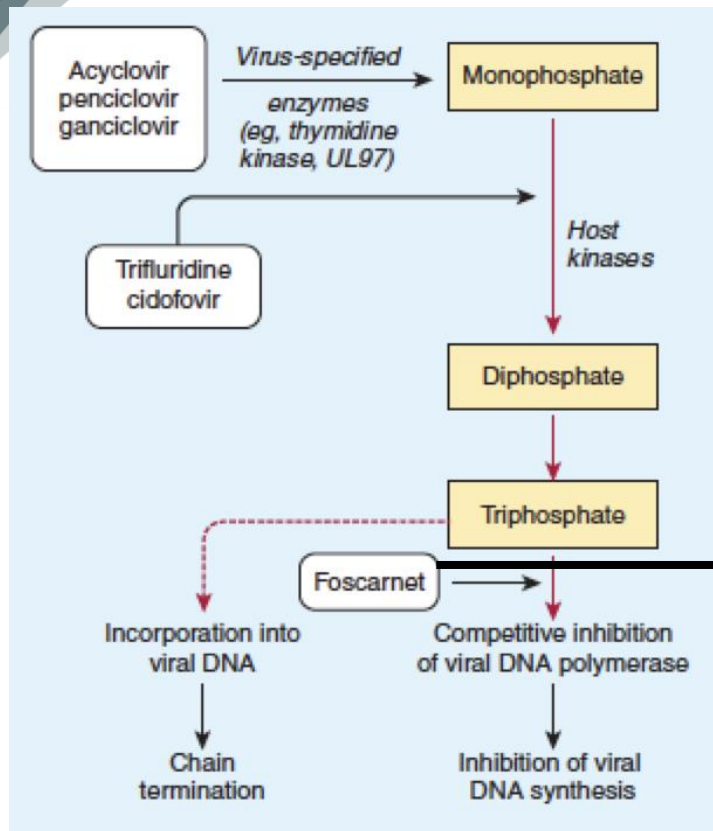 Acyclovir
penciclovir
ganciclovir
Virus-specified
enzymes
(eg, thymidine
kinase, UL97)
Monophosphate
Trifluridine
cidofovir
Host
kinases
Diphosphate
Triphosphate
Foscarnet
Incorporation into
viral DNA
Competitive inhibition
of viral DNA polymerase
Chain
termination
Inhibition of viral
DNA synthesis